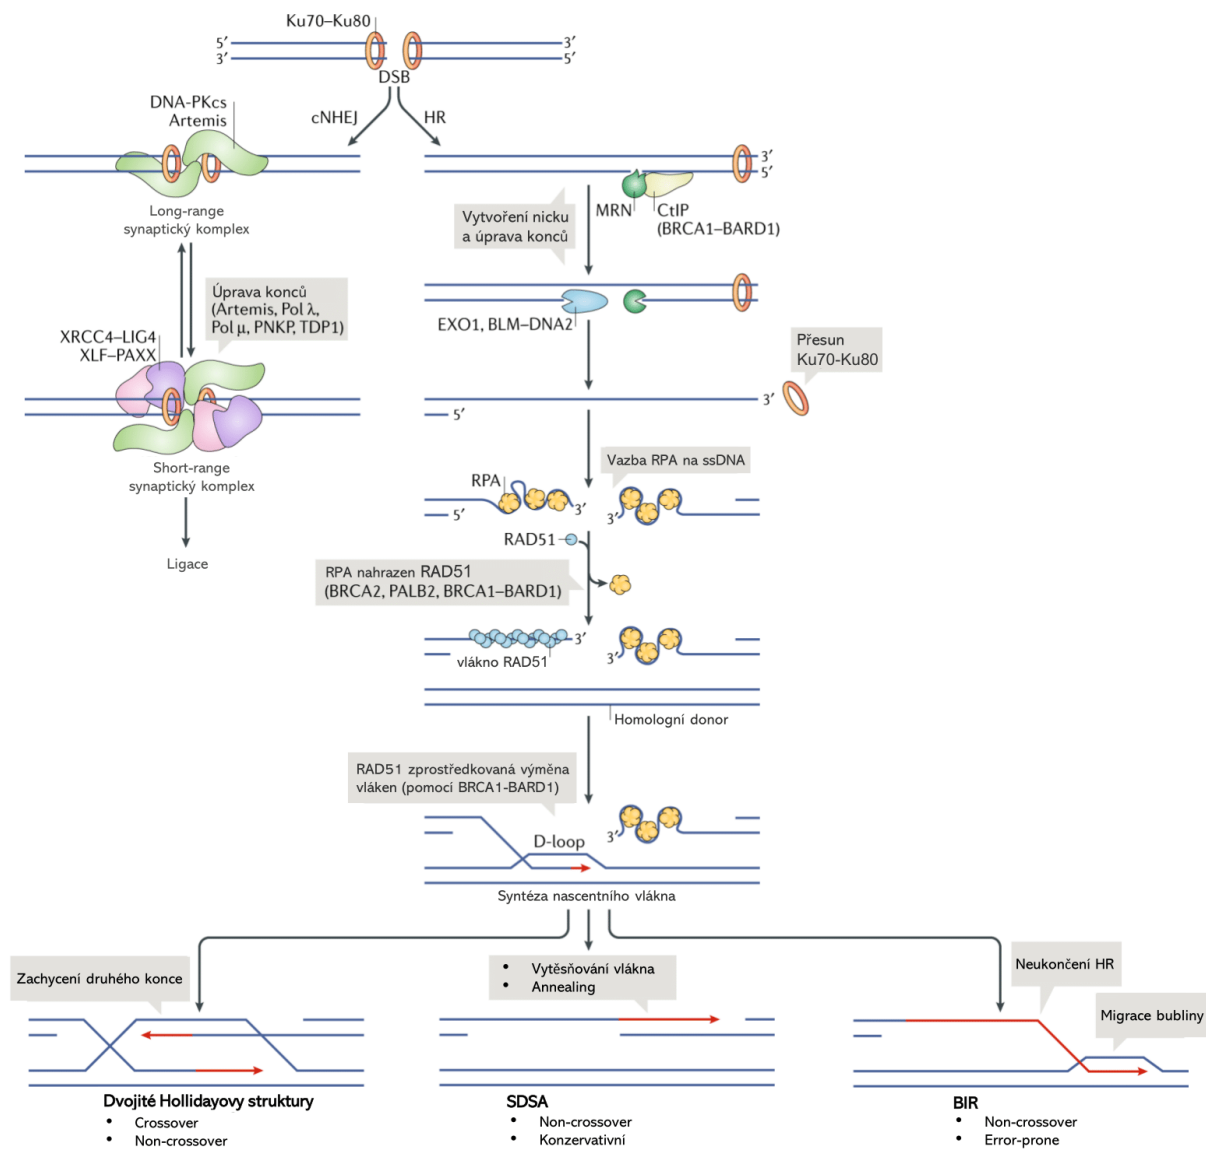 Ku70–Ku80
5′
3′
3′
5′
DSB
cNHEJ
HR
DNA-PKcs
Artemis
Long-range
synaptický komplex
Úprava konců
(Artemis, Pol λ,
Pol μ, PNKP, TDP1)
XRCC4–LIG4
XLF–PAXX
Short-range
synaptický komplex
Ligace
3′
5′
MRN
CtIP
(BRCA1–BARD1)
Vytvoření nicku
a úprava konců
EXO1, BLM–DNA2
Přesun
Ku70-Ku80
3′
5′
Vazba RPA na ssDNA
RPA
3′
3′
5′
RAD51
RPA nahrazen RAD51
(BRCA2, PALB2, BRCA1–BARD1)
3′
3′
vlákno RAD51
Homologní donor
RAD51 zprostředkovaná výměna
vláken (pomocí BRCA1-BARD1)
3′
D-loop
Syntéza nascentního vlákna
Zachycení druhého konce
• Vytěsňování vlákna
• Annealing
Neukončení HR
Migrace bubliny
Dvojité Hollidayovy struktury
• Crossover
• Non-crossover
SDSA
• Non-crossover
• Konzervativní
BIR
• Non-crossover
• Error-prone